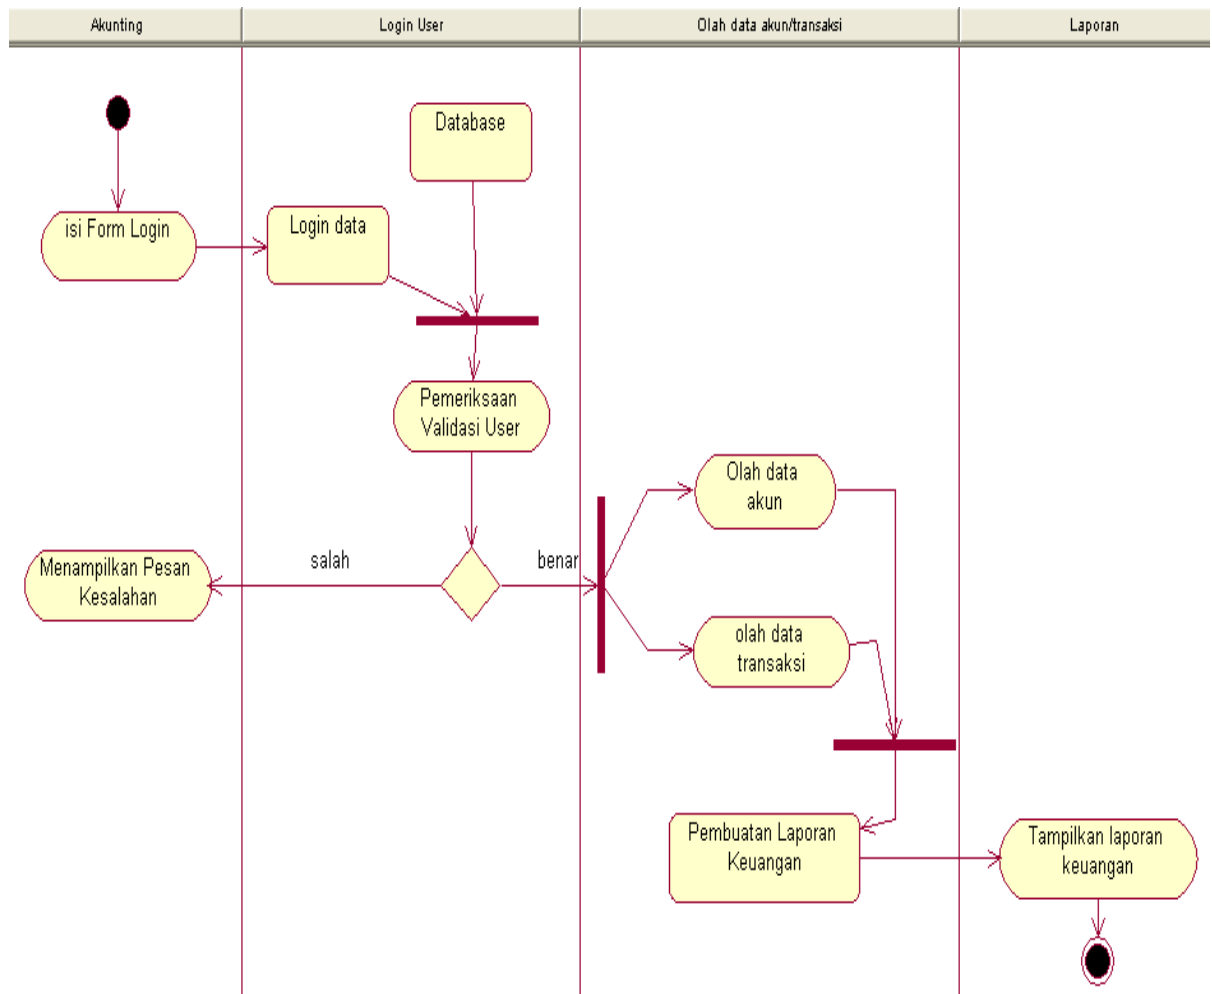 Akunting
Login User
Olah data akun/transaksi
Laporan
Database
isi Form Login
Login data
Pemeriksaan
Validasi User
Olah data
akun
salah
benar
Menampilkan Pesan
Kesalahan
olah data
transaksi
Pembuatan Laporan
Keuangan
Tampilkan laporan
keuangan